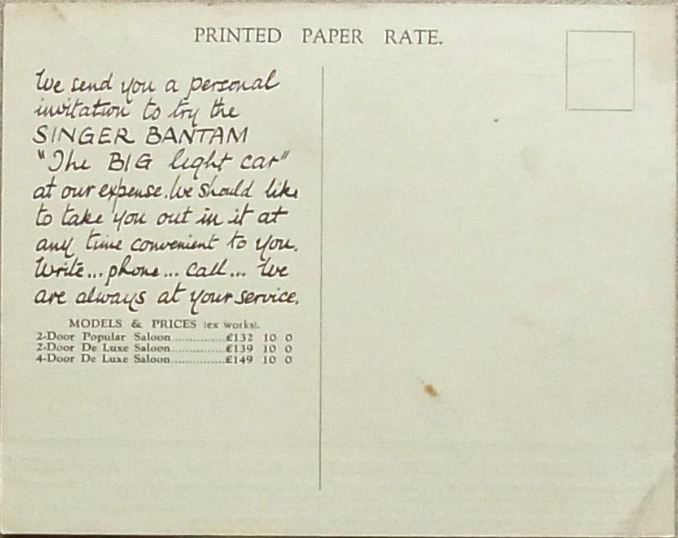 PRINTED PAPER RATE.
We send you a personal
invitation to try the
SINGER BANTAM
"The BIG light car"
at our expense. We should like
to take you out in it at
any time convenient to you.
Write... phone... call... We
are always at your service.
MODELS & PRICES (ex works).
2-Door Popular Saloon..............£132 10 0
2-Door De Luxe Saloon.............£139 10 0
4-Door De Luxe Saloon.............£149 10 0